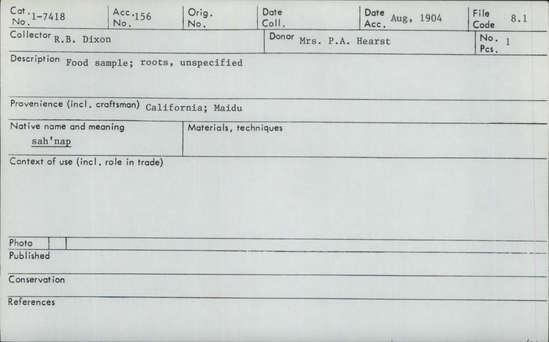 Cat. No. 1-7418 Acc. No. 156 Orig. No. Date Coll. Date Acc. Aug, 1904 File Code 8.1
Collector R.B. Dixon Donor Mrs. P.A. Hearst No. Pcs. 1
Description Food sample; roots, unspecified
Provenience (incl. craftsman) California; Maidu
Native name and meaning Materials, techniques
sah'nap
Context of use (incl. role in trade)
Photo
Published
Conservation
References